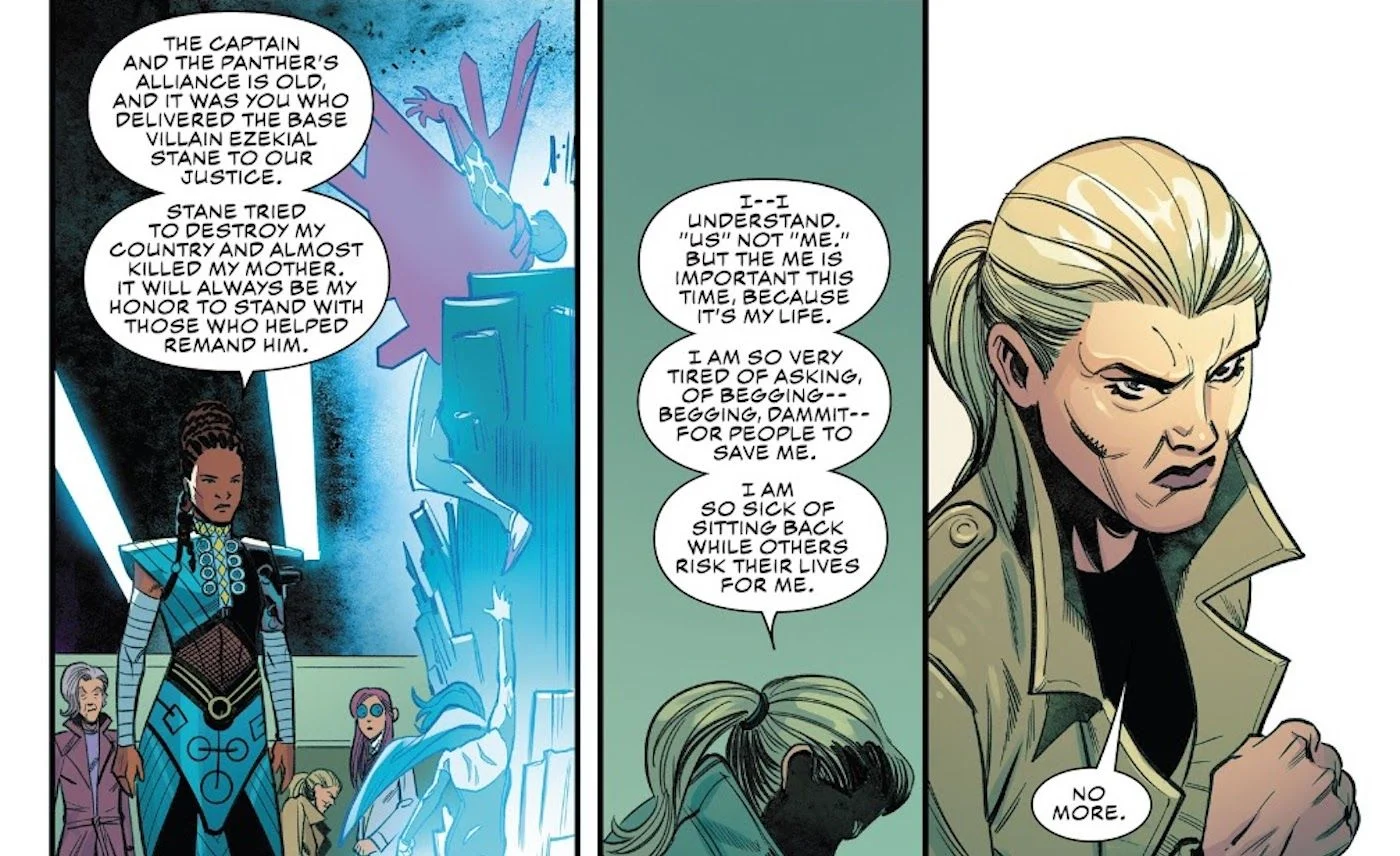 THE CAPTAIN
AND THE PANTHER'S
ALLIANCE IS OLD,
AND IT WAS YOU WHO
DELIVERED THE BASE
VILLAIN EZEKIAL
STANE TO OUR
JUSTICE.
STANE TRIED
TO DESTROY MY
COUNTRY AND ALMOST
KILLED MY MOTHER.
IT WILL ALWAYS BE MY
HONOR TO STAND WITH
THOSE WHO HELPED
REMAND HIM.
I--I
UNDERSTAND.
"US" NOT "ME."
BUT THE ME IS
IMPORTANT THIS
TIME, BECAUSE
IT'S MY LIFE.
I AM SO VERY
TIRED OF ASKING,
OF BEGGING--
BEGGING, DAMMIT--
FOR PEOPLE TO
SAVE ME.
I AM
SO SICK OF
SITTING BACK
WHILE OTHERS
RISK THEIR LIVES
FOR ME.
NO
MORE.